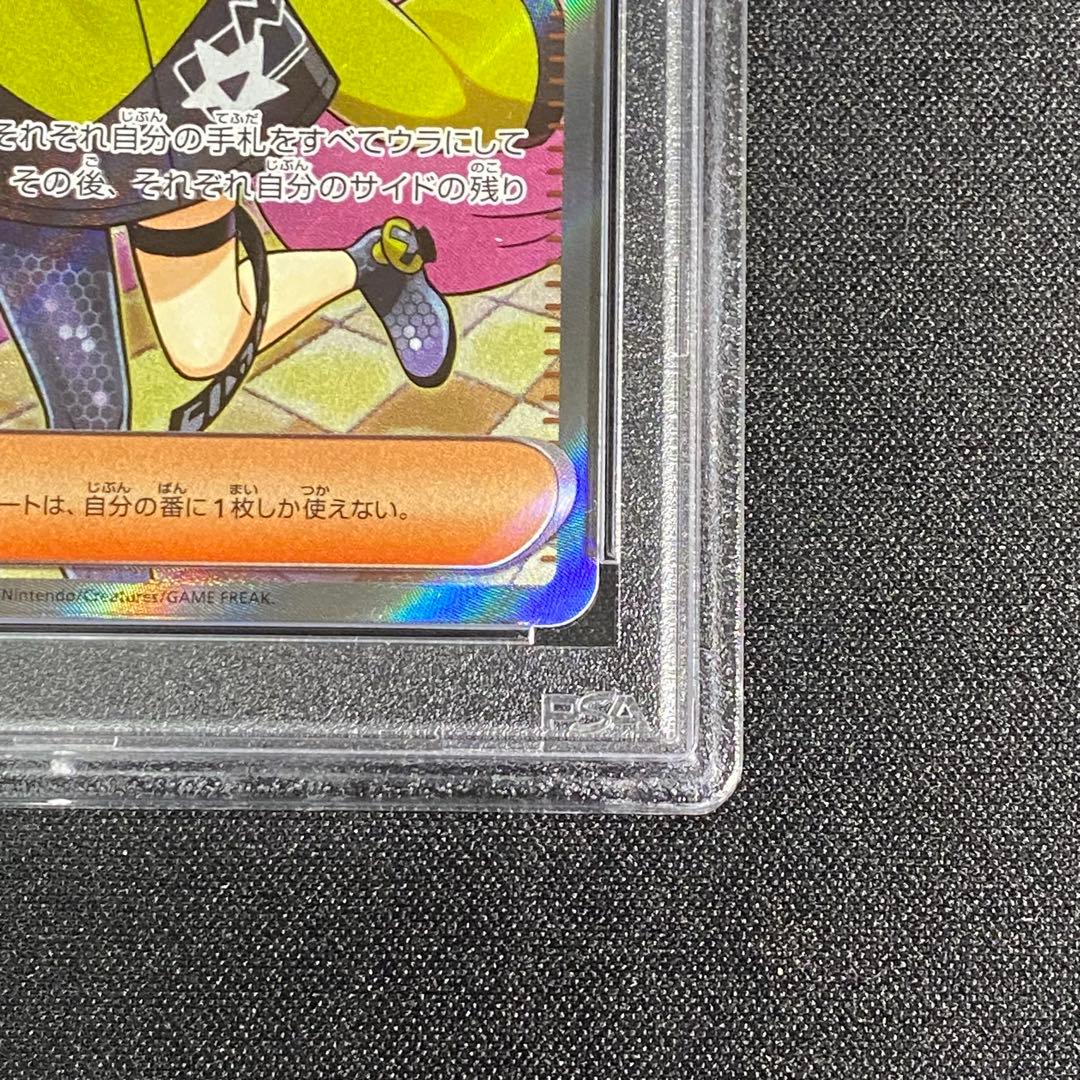 それぞれ自分の手札をすべてウラにして
その後、それぞれ自分のサイドの残り
ートは、自分の番に1枚しか使えない。
Nintendo/Creatures/GAME FREAK.
PSA